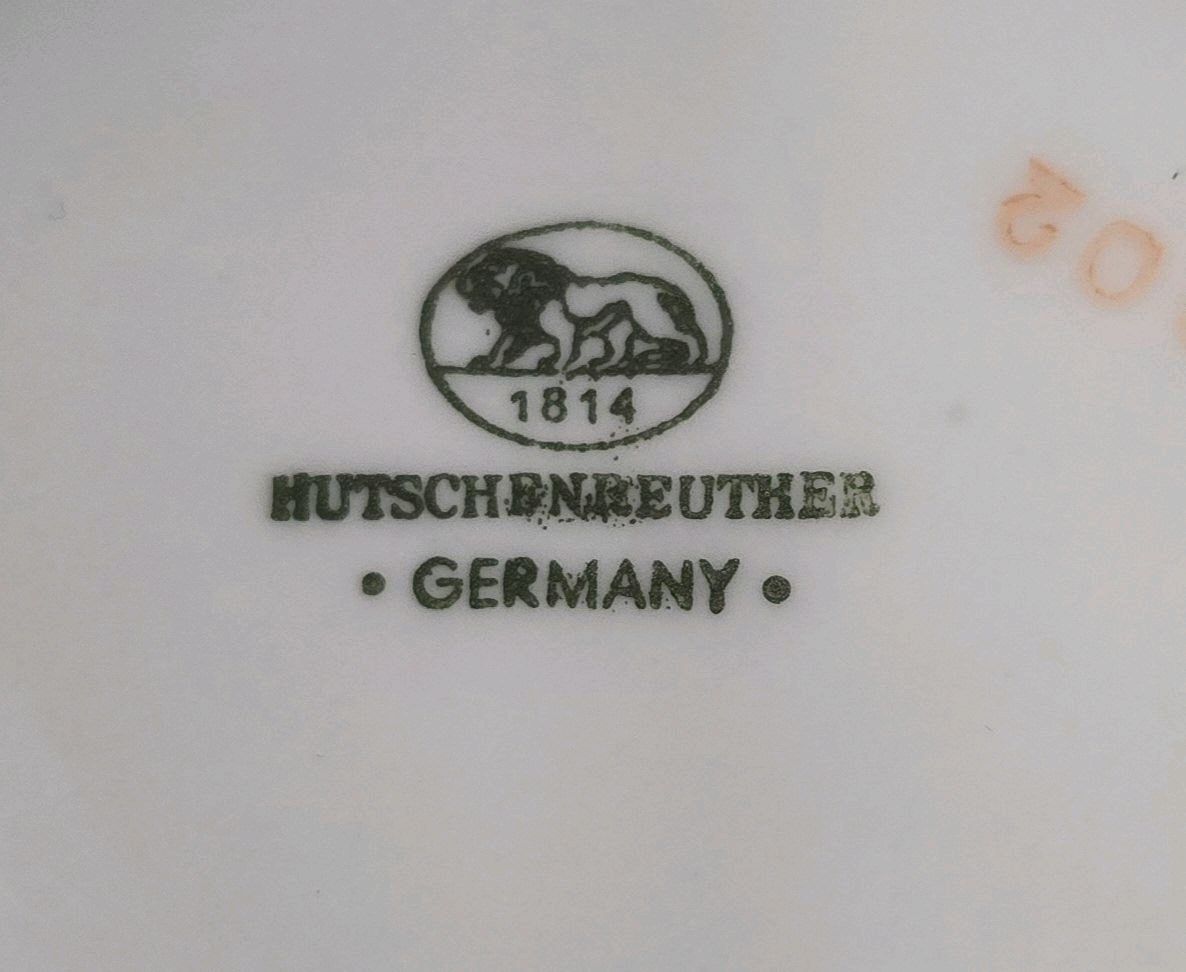 1814
HUTSCHENREUTHER
• GERMANY •